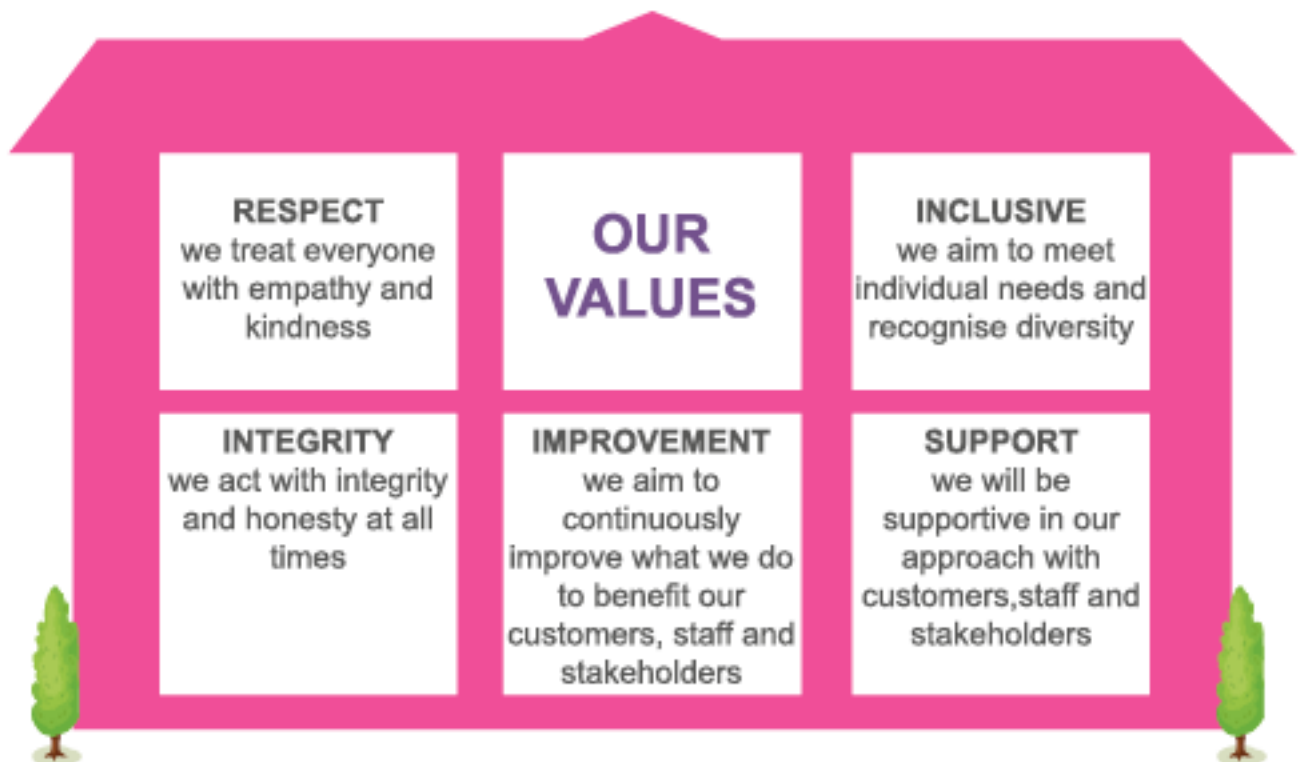 RESPECT
we treat everyone
with empathy and
kindness
OUR
VALUES
INCLUSIVE
we aim to meet
individual needs and
recognise diversity
INTEGRITY
we act with integrity
and honesty at all
times
IMPROVEMENT
we aim to
continuously
improve what we do
to benefit our
customers, staff and
stakeholders
SUPPORT
we will be
supportive in our
approach with
customers,staff and
stakeholders